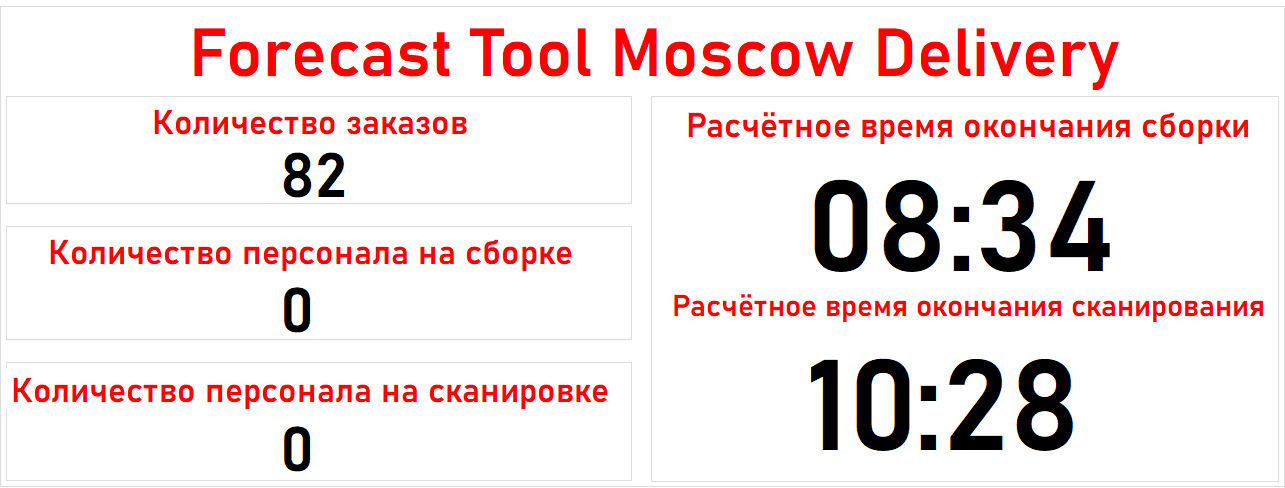 Forecast Tool Moscow Delivery
Количество заказов
82
Количество персонала на сборке
0
Количество персонала на сканировке
0
Расчётное время окончания сборки
08:34
Расчётное время окончания сканирования
10:28